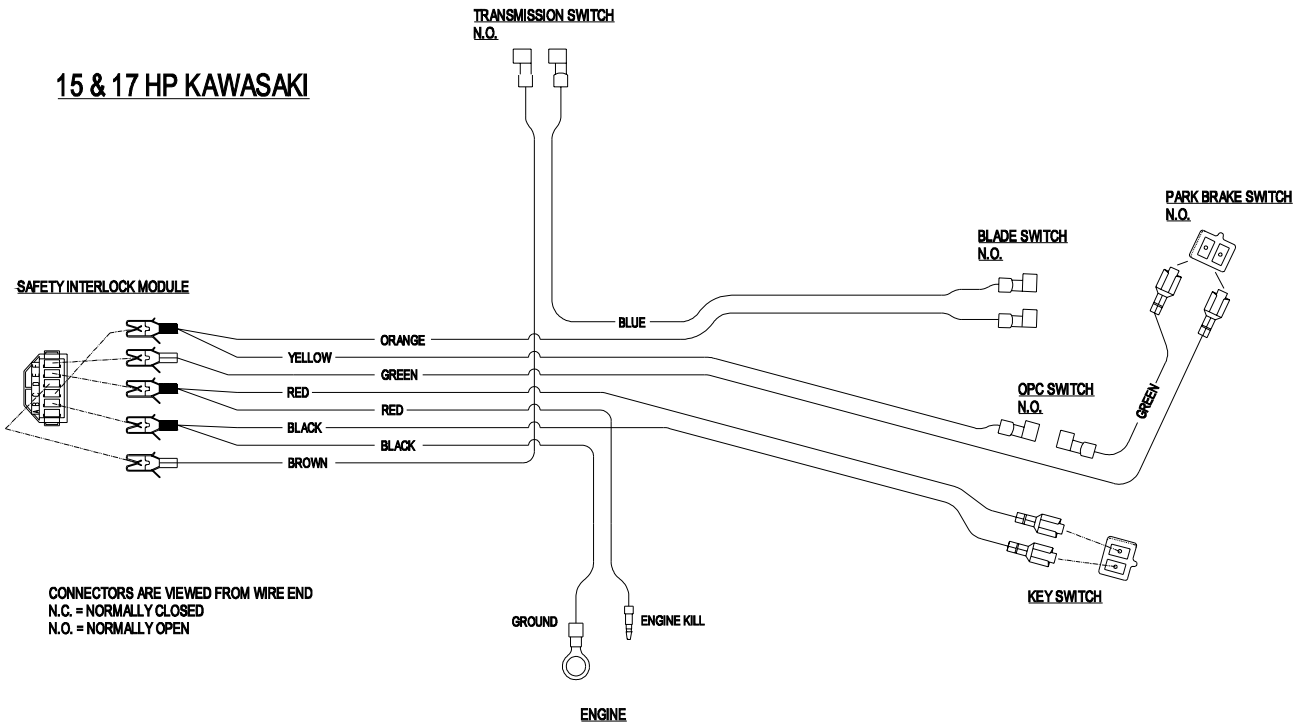 TRANSMISSION SWITCH
N.O.
15 & 17 HP KAWASAKI
PARK BRAKE SWITCH
N.O.
BLADE SWITCH
N.O.
SAFETY INTERLOCK MODULE
BLUE
ORANGE
YELLOW
GREEN
RED
RED
BLACK
BLACK
BROWN
OPC SWITCH
N.O.
GREEN
CONNECTORS ARE VIEWED FROM WIRE END
N.C. = NORMALLY CLOSED
N.O. = NORMALLY OPEN
KEY SWITCH
GROUND
ENGINE KILL
ENGINE